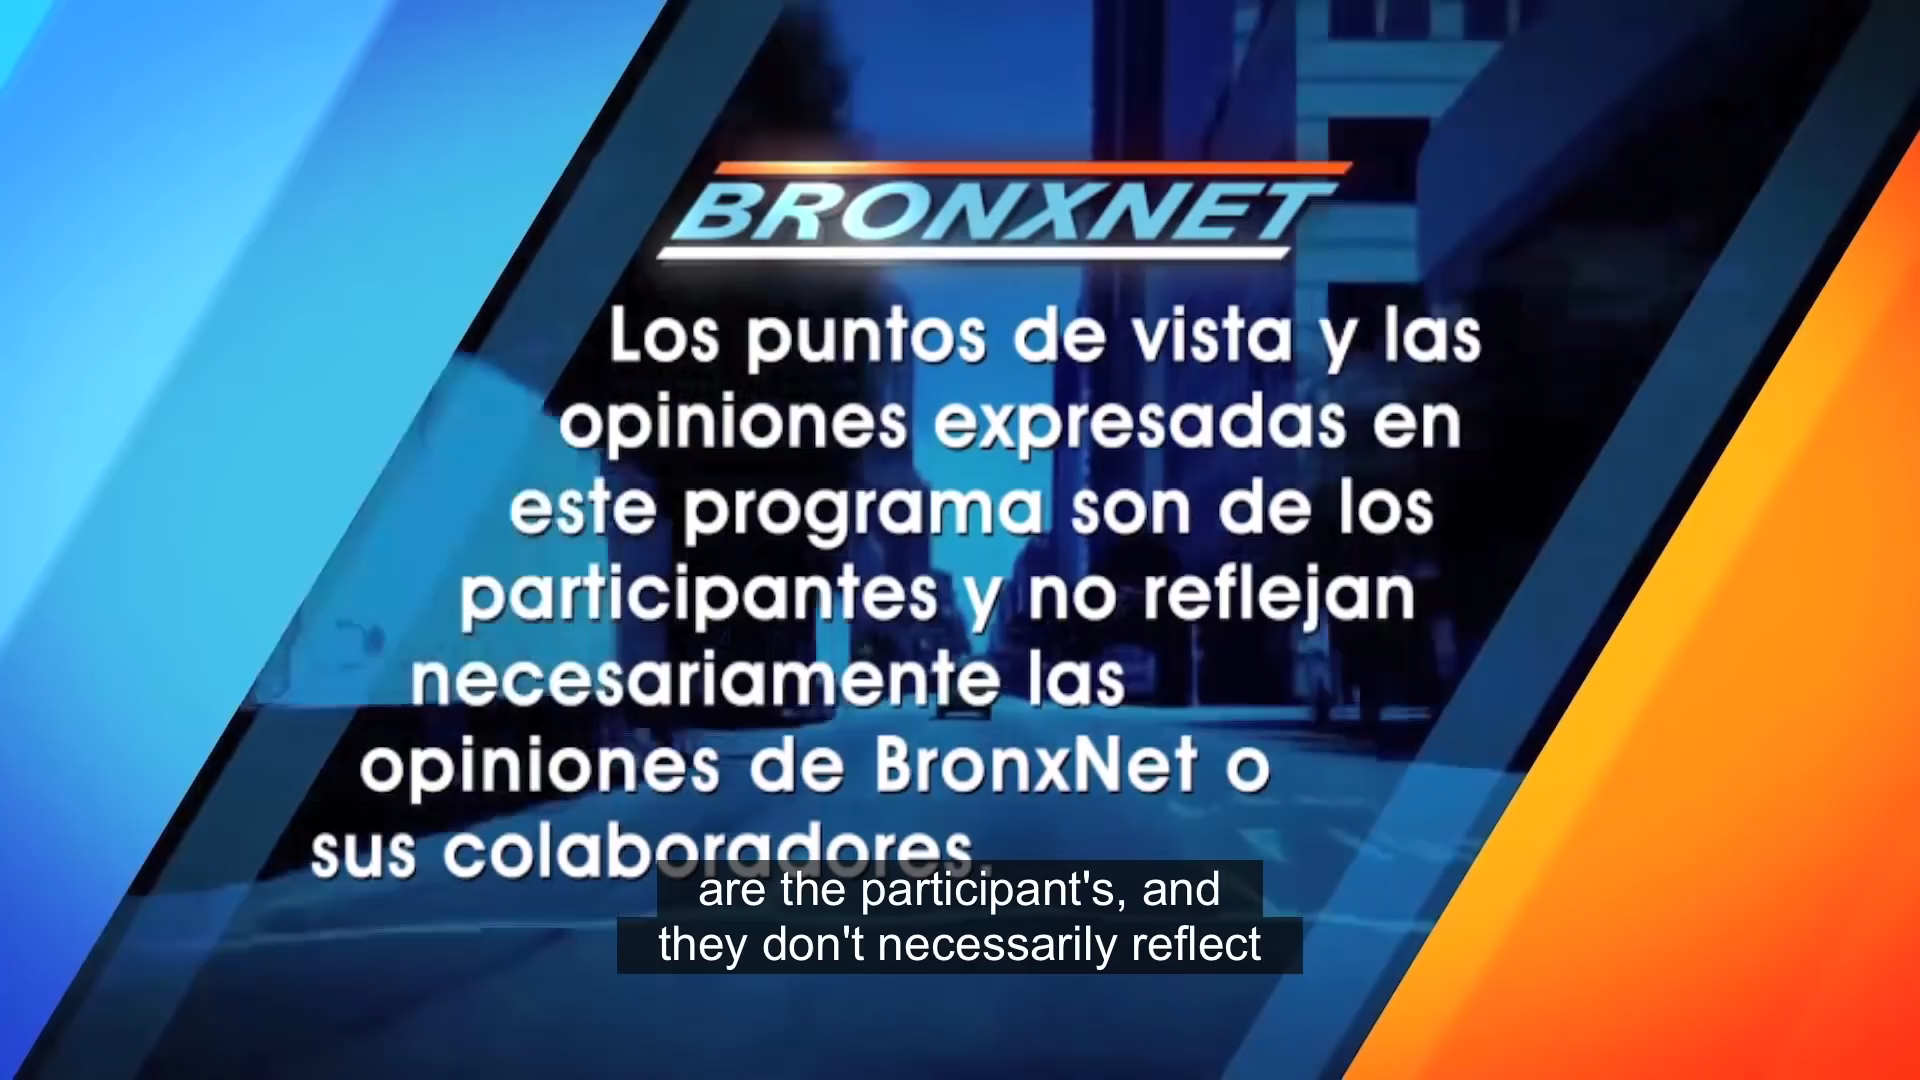 BRONXNET
Los puntos de vista y las
opiniones expresadas en
este programa son de los
participantes y no reflejan
necesariamente las
opiniones de BronxNet o
sus colaboradores.
are the participant's, and
they don't necessarily reflect